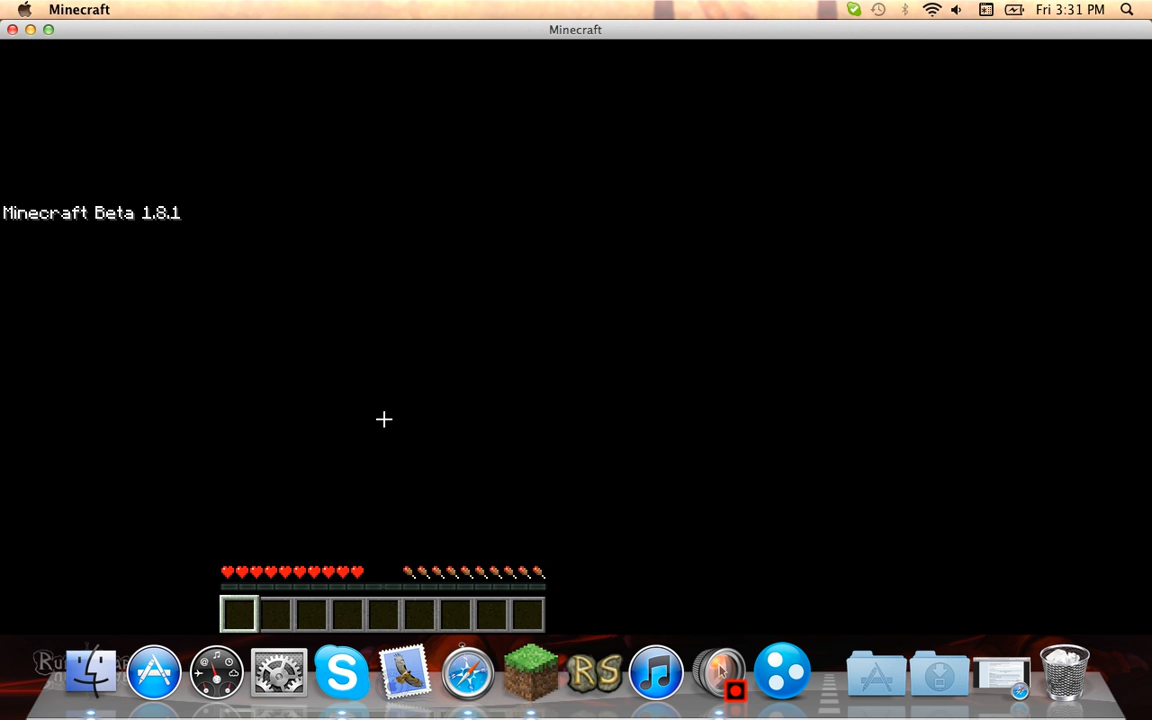 Minecraft
Fri 3:31 PM
Minecraft
Minecraft Beta 1.8.1
RS